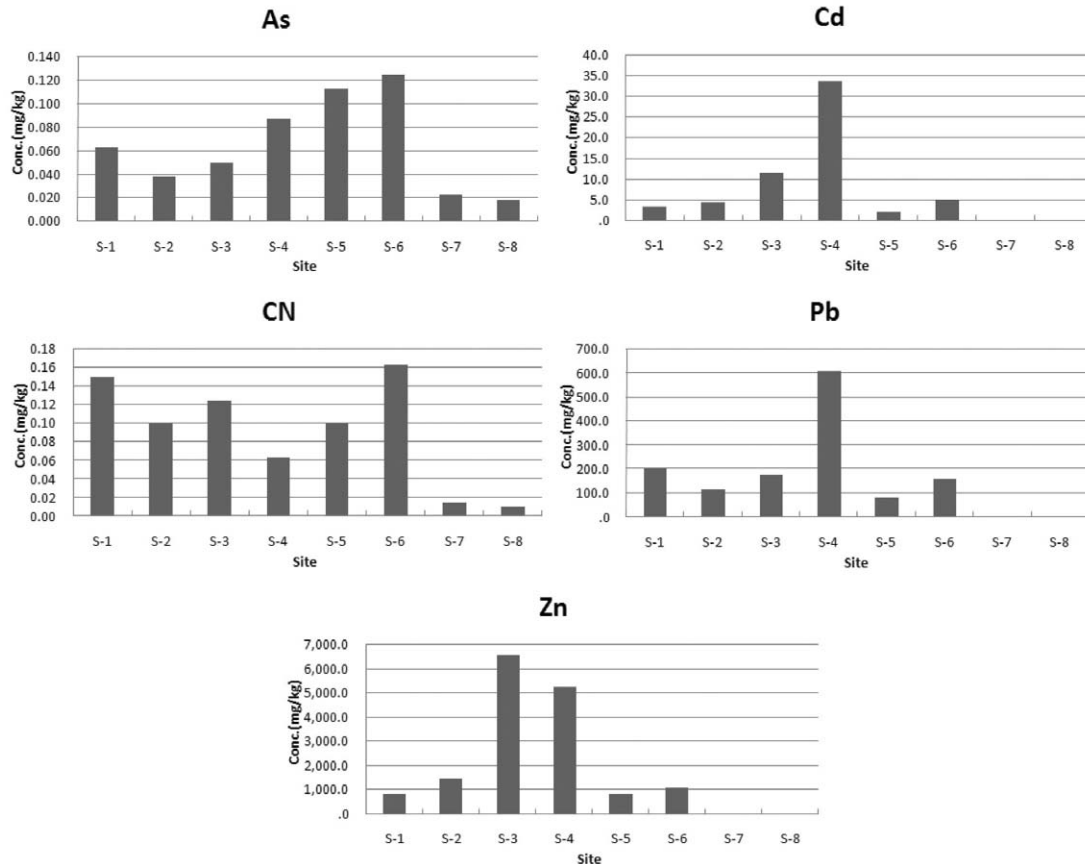 As
Conc.(mg/kg)
0.140
0.120
0.100
0.080
0.060
0.040
0.020
0.000
S-1 S-2 S-3 S-4 S-5 S-6 S-7 S-8
Site
Cd
Conc.(mg/kg)
40.0
35.0
30.0
25.0
20.0
15.0
10.0
5.0
.0
S-1 S-2 S-3 S-4 S-5 S-6 S-7 S-8
Site
CN
Conc.(mg/kg)
0.18
0.16
0.14
0.12
0.10
0.08
0.06
0.04
0.02
0.00
S-1 S-2 S-3 S-4 S-5 S-6 S-7 S-8
Site
Pb
Conc.(mg/kg)
700.0
600.0
500.0
400.0
300.0
200.0
100.0
.0
S-1 S-2 S-3 S-4 S-5 S-6 S-7 S-8
Site
Zn
Conc.(mg/kg)
7,000.0
6,000.0
5,000.0
4,000.0
3,000.0
2,000.0
1,000.0
.0
S-1 S-2 S-3 S-4 S-5 S-6 S-7 S-8
Site